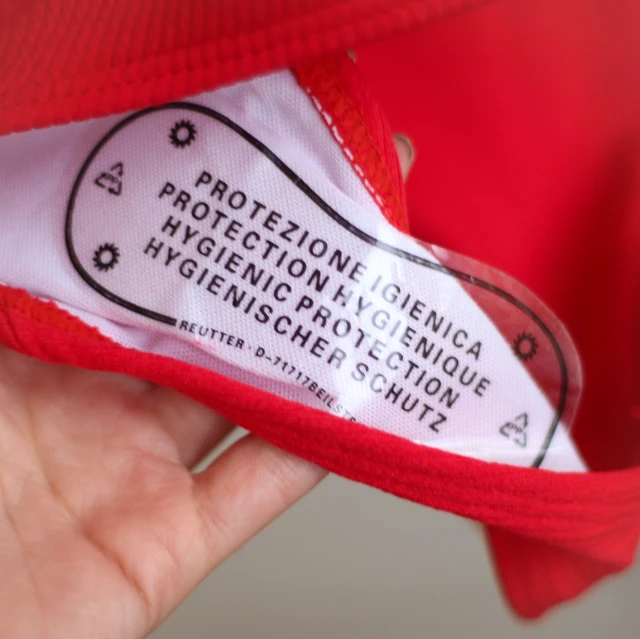 PROTEZIONE IGIENICA
PROTECTION HYGIENIQUE
HYGIENIC PROTECTION
HYGIENISCHER SCHUTZ
REUTTER · D-71717